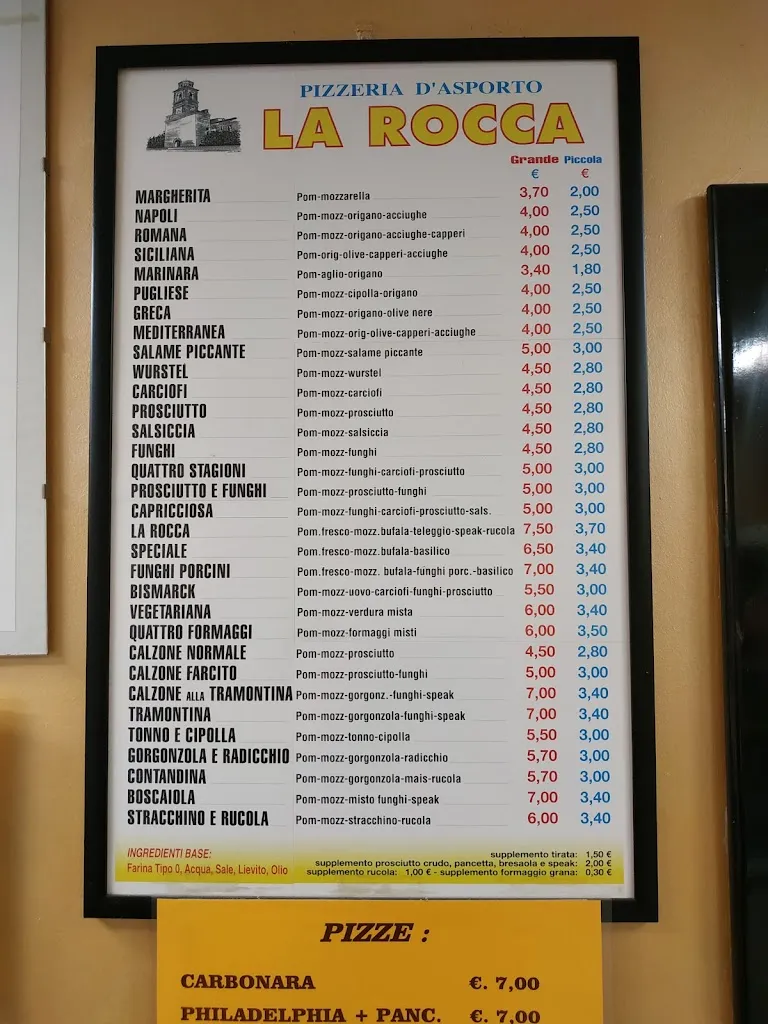 PIZZERIA D'ASPORTO
LA ROCCA
Grande Piccola
€ €
MARGHERITA Pom-mozzarella 3,70 2,00
NAPOLI Pom-mozz-origano-acciughe 4,00 2,50
ROMANA Pom-mozz-origano-acciughe-capperi 4,00 2,50
SICILIANA Pom-orig-olive-capperi-acciughe 4,00 2,50
MARINARA Pom-aglio-origano 3,40 1,80
PUGLIESE Pom-mozz-cipolla-origano 4,00 2,50
GRECA Pom-mozz-origano-olive nere 4,00 2,50
MEDITERRANEA Pom-mozz-orig-olive-capperi-acciughe 4,00 2,50
SALAME PICCANTE Pom-mozz-salame piccante 5,00 3,00
WURSTEL Pom-mozz-wurstel 4,50 2,80
CARCIOFI Pom-mozz-carciofi 4,50 2,80
PROSCIUTTO Pom-mozz-prosciutto 4,50 2,80
SALSICCIA Pom-mozz-salsiccia 4,50 2,80
FUNGHI Pom-mozz-funghi 4,50 2,80
QUATTRO STAGIONI Pom-mozz-funghi-carciofi-prosciutto 5,00 3,00
PROSCIUTTO E FUNGHI Pom-mozz-prosciutto-funghi 5,00 3,00
CAPRICCIOSA Pom-mozz-funghi-carciofi-prosciutto-sals. 5,00 3,00
LA ROCCA Pom.fresco-mozz.bufala-teleggio-speak-rucola 7,50 3,70
SPECIALE Pom.fresco-mozz.bufala-basilico 6,50 3,40
FUNGHI PORCINI Pom.fresco-mozz. bufala-funghi porc.-basilico 7,00 3,40
BISMARCK Pom-mozz-uovo-carciofi-funghi-prosciutto 5,50 3,00
VEGETARIANA Pom-mozz-verdura mista 6,00 3,40
QUATTRO FORMAGGI Pom-mozz-formaggi misti 6,00 3,50
CALZONE NORMALE Pom-mozz-prosciutto 4,50 2,80
CALZONE FARCITO Pom-mozz-prosciutto-funghi 5,00 3,00
CALZONE ALLA TRAMONTINA Pom-mozz-gorgonz.-funghi-speak 7,00 3,40
TRAMONTINA Pom-mozz-gorgonzola-funghi-speak 7,00 3,40
TONNO E CIPOLLA Pom-mozz-tonno-cipolla 5,50 3,00
GORGONZOLA E RADICCHIO Pom-mozz-gorgonzola-radicchio 5,70 3,00
CONTANDINA Pom-mozz-gorgonzola-mais-rucola 5,70 3,00
BOSCAIOLA Pom-mozz-misto funghi-speak 7,00 3,40
STRACCHINO E RUCOLA Pom-mozz-stracchino-rucola 6,00 3,40
INGREDIENTI BASE:
Farina Tipo 0, Acqua, Sale, Lievito, Olio
supplemento tirata: 1,50 €
supplemento prosciutto crudo, pancetta, bresaola e speak: 2,00 €
supplemento rucola: 1,00 € - supplemento formaggio grana: 0,30 €
PIZZE :
CARBONARA €. 7,00
PHILADELPHIA + PANC. €. 7,00